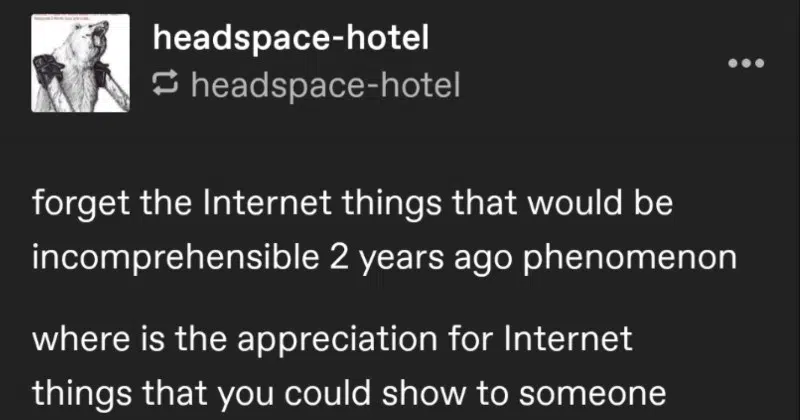 headspace-hotel
headspace-hotel
forget the Internet things that would be
incomprehensible 2 years ago phenomenon
where is the appreciation for Internet
things that you could show to someone